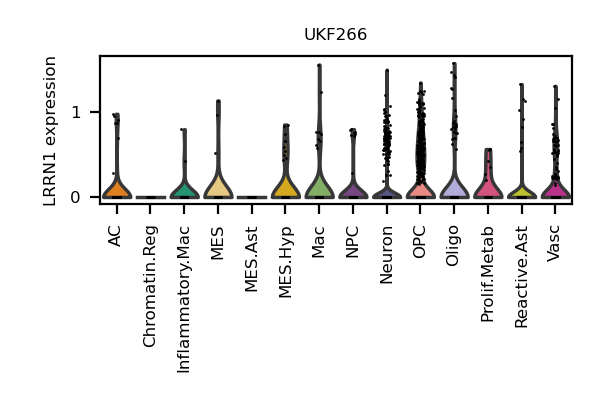 UKF266
LRRN1 expression
1
0
AC
Chromatin.Reg
Inflammatory.Mac
MES
MES.Ast
MES.Hyp
Mac
NPC
Neuron
OPC
Oligo
Prolif.Metab
Reactive.Ast
Vasc